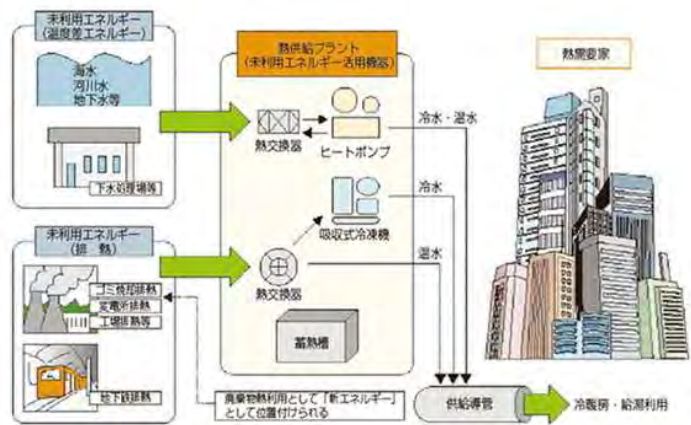 未利用エネルギー
(温度差エネルギー)
海水
河川水
地下水等
下水処理場等
未利用エネルギー
(排熱)
ゴミ焼却排熱
変電所排熱
工場排熱等
地下鉄排熱
熱供給プラント
(未利用エネルギー活用機器)
熱交換器
ヒートポンプ
吸収式冷凍機
熱交換器
蓄熱槽
廃棄物熱利用として「新エネルギー」
として位置付けられる
冷水・温水
冷水
温水
供給導管
熱需要家
冷暖房・給湯利用